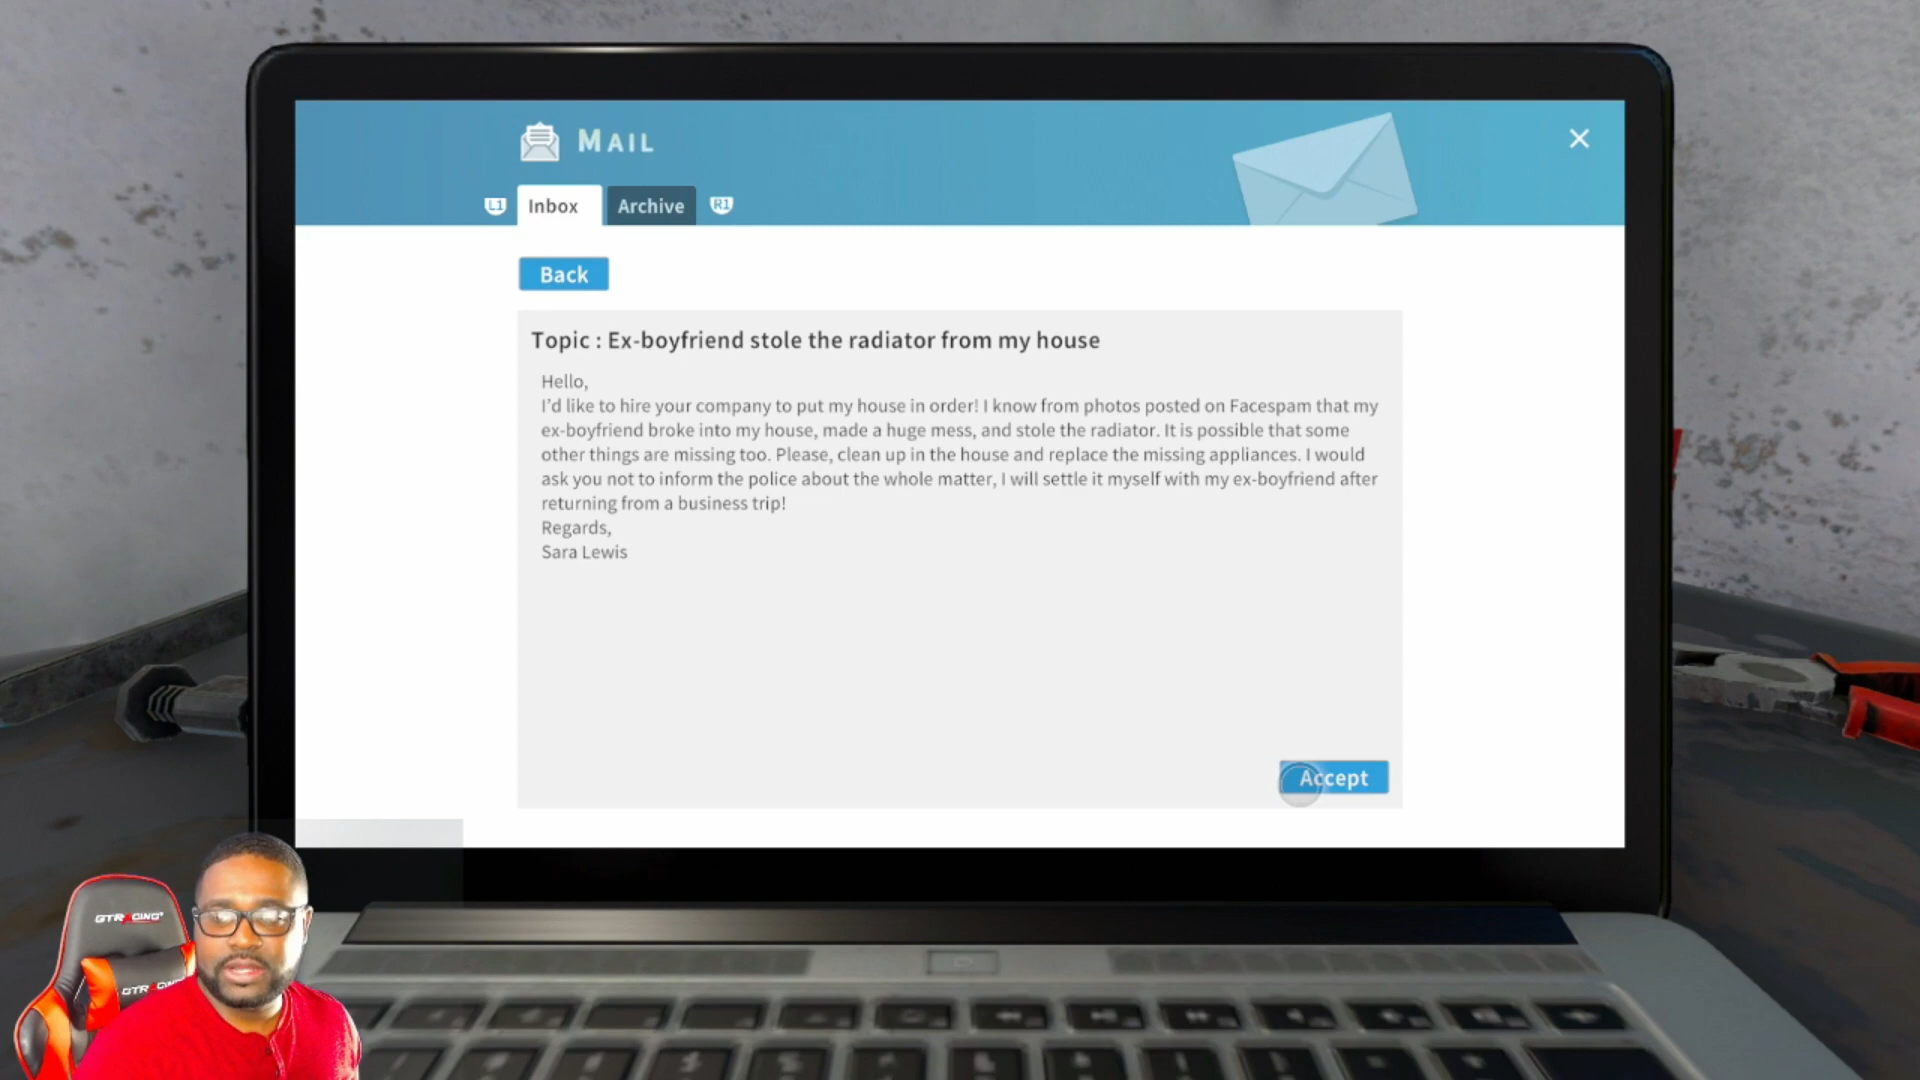 MAIL
L1 Inbox Archive R1
Back
Topic : Ex-boyfriend stole the radiator from my house
Hello,
I'd like to hire your company to put my house in order! I know from photos posted on Facespam that my
ex-boyfriend broke into my house, made a huge mess, and stole the radiator. It is possible that some
other things are missing too. Please, clean up in the house and replace the missing appliances. I would
ask you not to inform the police about the whole matter, I will settle it myself with my ex-boyfriend after
returning from a business trip!
Regards,
Sara Lewis
Accept
GTRACING